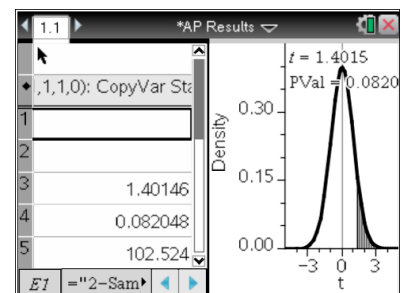 1.1 *AP Results
,1,1,0): CopyVar Sta
1
2
3 1.40146
4 0.082048
5 102.524
E1 ="2-Sam
t = 1.4015
PVal = 0.0820
0.30
0.15
0.00
Density
-3 0 3
t